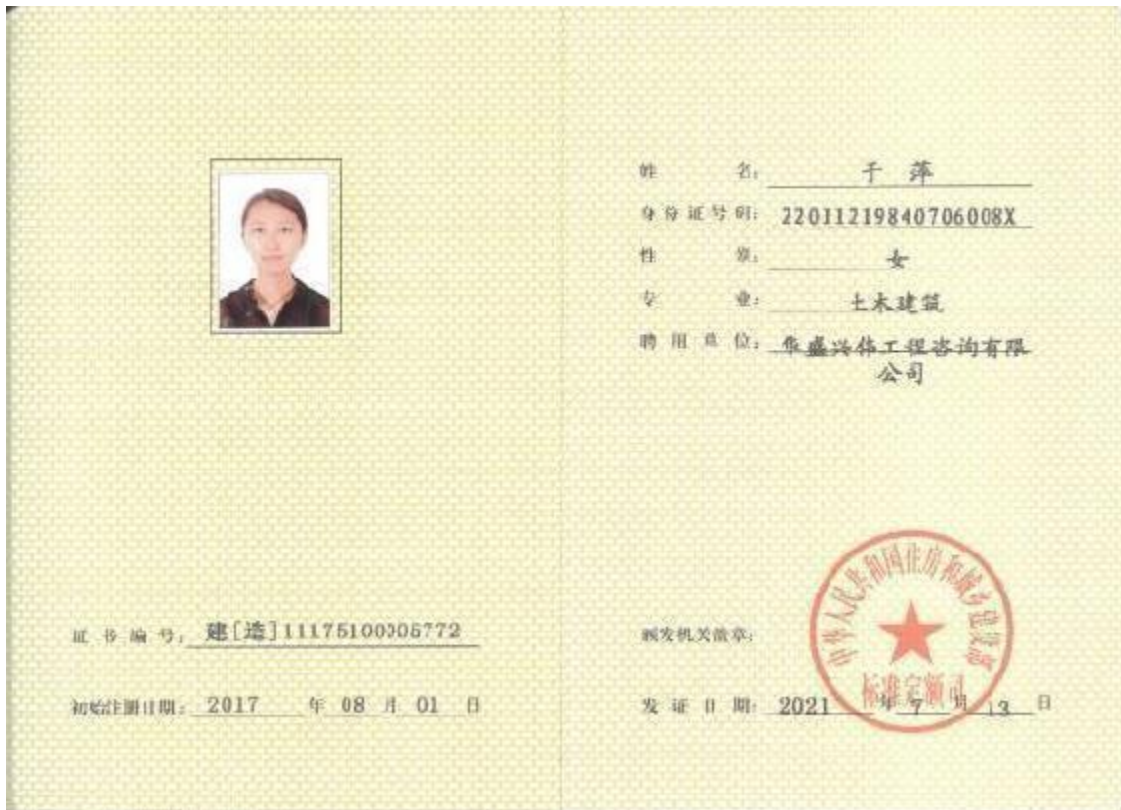 证书编号：建[造]11175100005772
初始注册日期：2017 年 08 月 01 日
姓 名：于 萍
身份证号码：22011219840706008X
性 别：女
专 业：土木建筑
聘用单位：华盛兴伟工程咨询有限
公司
颁发机关徽章：
中华人民共和国住房和城乡建设部
标准定额司
发证日期：2021 年 7 月 13 日